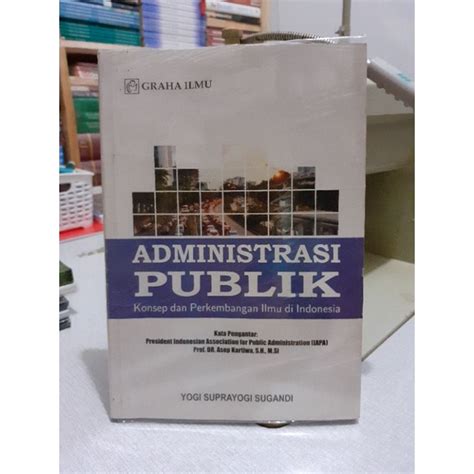 GRAHA ILMU
ADMINISTRASI
PUBLIK
Konsep dan Perkembangan Ilmu di Indonesia
Kata Pengantar:
President Indonesian Association for Public Administration (IAPA)
Prof. DR. Asep Kartiwa, S.H., M.SI
YOGI SUPRAYOGI SUGANDI